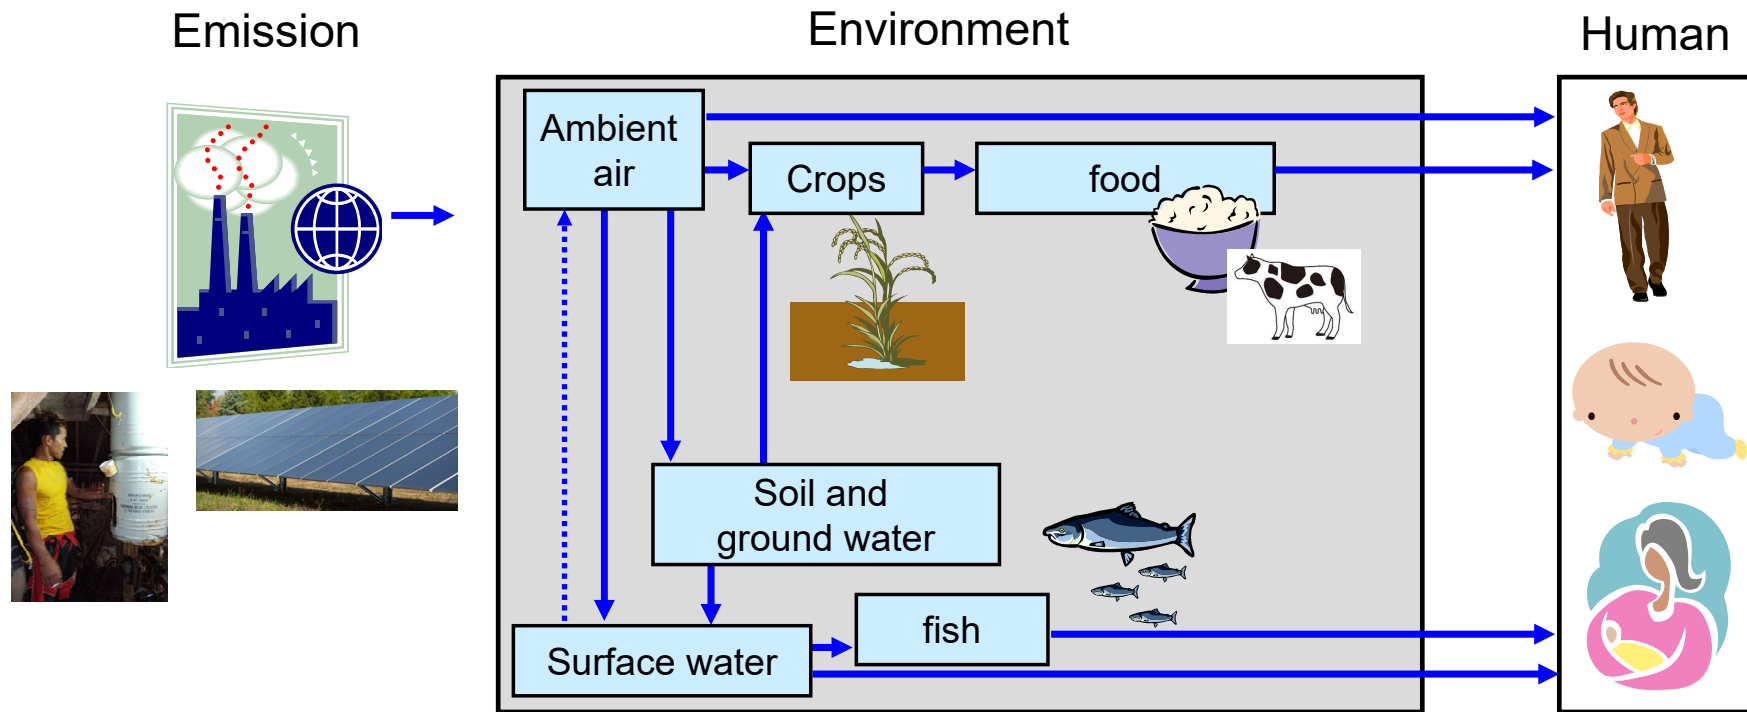 Emission
Environment
Human
Ambient
air
Crops
food
Soil and
ground water
fish
Surface water